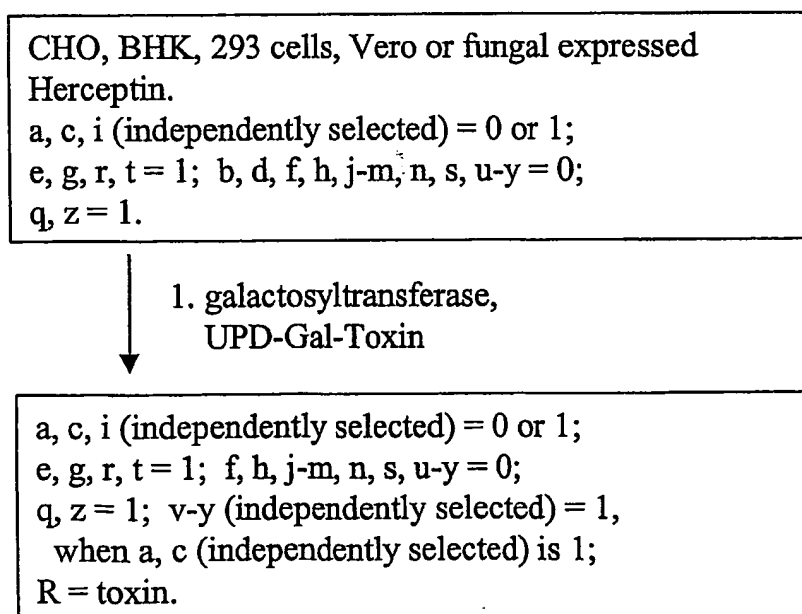 CHO, BHK, 293 cells, Vero or fungal expressed
Herceptin.
a, c, i (independently selected) = 0 or 1;
e, g, r, t = 1; b, d, f, h, j-m, n, s, u-y = 0;
q, z = 1.
1. galactosyltransferase,
UPD-Gal-Toxin
a, c, i (independently selected) = 0 or 1;
e, g, r, t = 1; f, h, j-m, n, s, u-y = 0;
q, z = 1; v-y (independently selected) = 1,
when a, c (independently selected) is 1;
R = toxin.